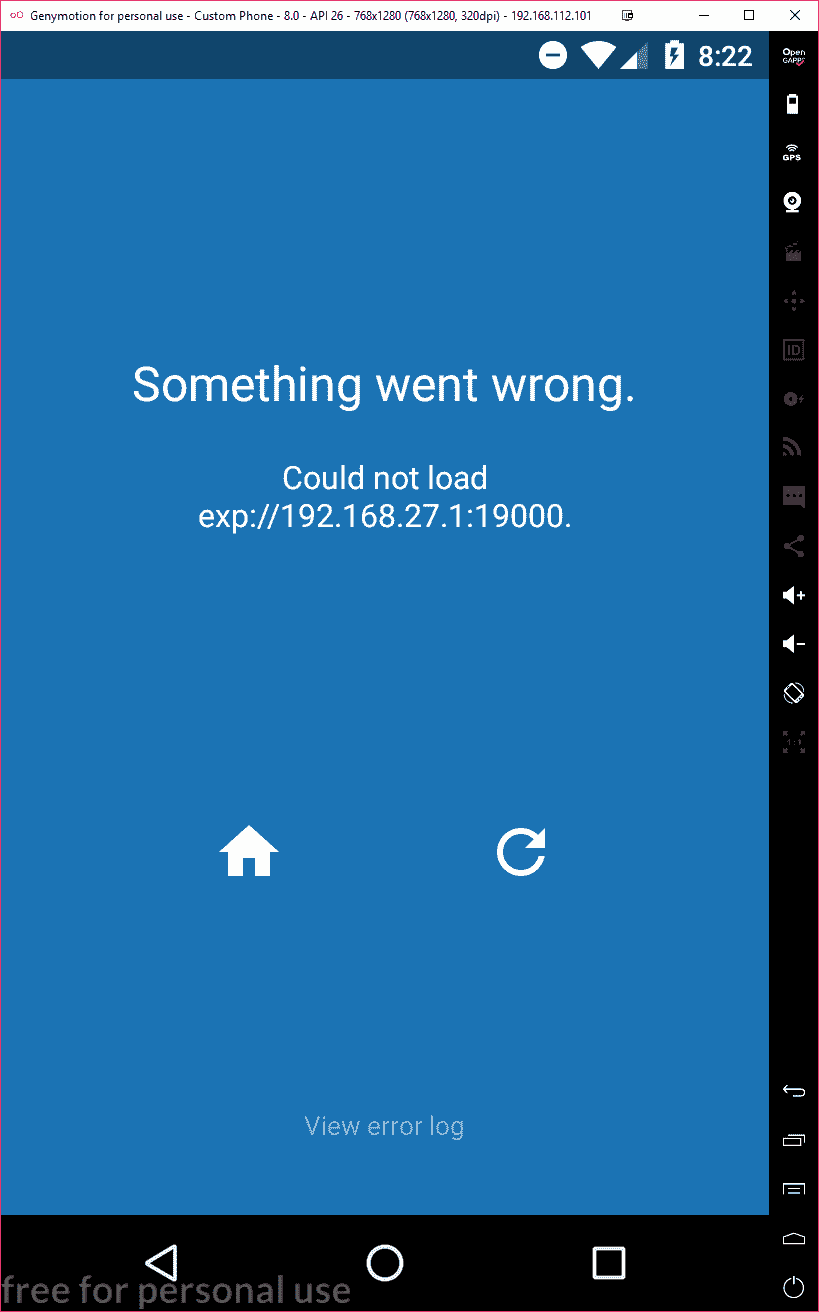 Genymotion for personal use - Custom Phone - 8.0 - API 26 - 768x1280 (768x1280, 320dpi) - 192.168.112.101
8:22
Open
GAPPS
GPS
ID
Something went wrong.
Could not load
exp://192.168.27.1:19000.
1:1
View error log
free for personal use